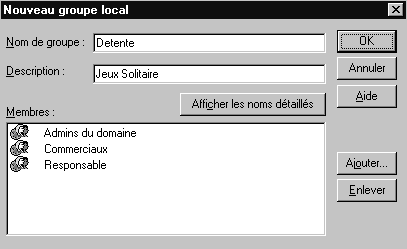 Nouveau groupe local
Nom de groupe : Detente
OK
Description : Jeux Solitaire
Annuler
Afficher les noms détaillés
Aide
Membres :
Admins du domaine
Commerciaux
Responsable
Ajouter...
Enlever